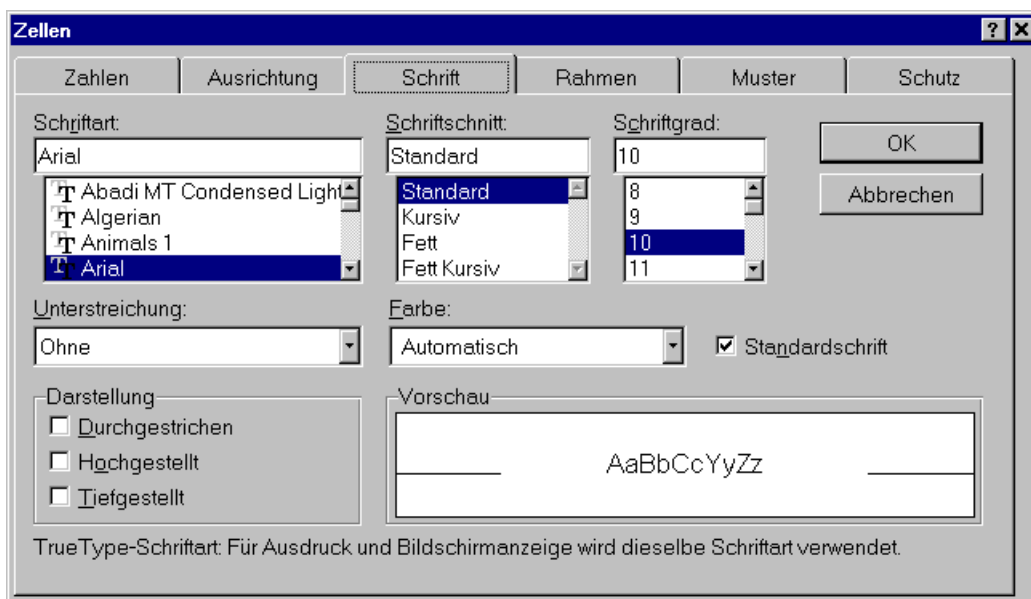 Zellen
Zahlen Ausrichtung Schrift Rahmen Muster Schutz
Schriftart: Schriftschnitt: Schriftgrad:
Arial Standard 10 OK
Abadi MT Condensed Light Standard 8 Abbrechen
Algerian Kursiv 9
Animals 1 Fett 10
Arial Fett Kursiv 11
Unterstreichung: Farbe:
Ohne Automatisch Standardschrift
Darstellung Vorschau
Durchgestrichen
Hochgestellt AaBbCcYyZz
Tiefgestellt
TrueType-Schriftart: Für Ausdruck und Bildschirmanzeige wird dieselbe Schriftart verwendet.